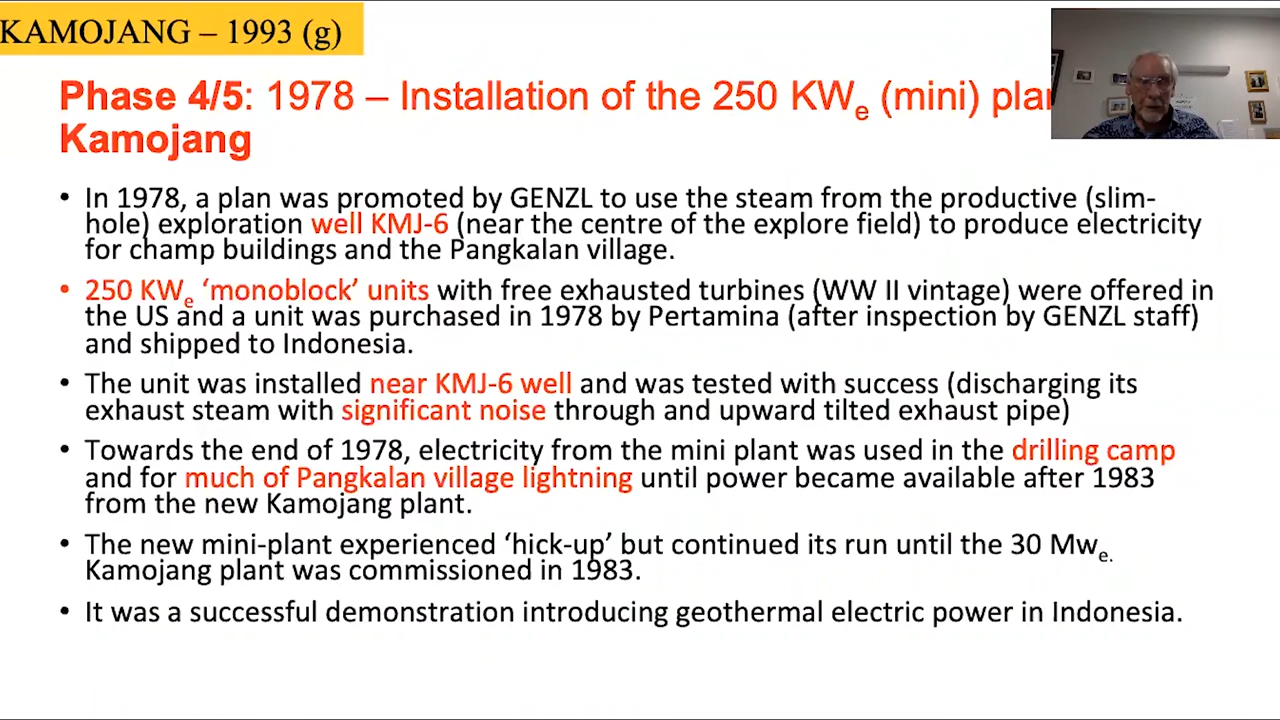 KAMOJANG – 1993 (g)
Phase 4/5: 1978 – Installation of the 250 KWe (mini)
Kamojang
• In 1978, a plan was promoted by GENZL to use the steam from the productive (slim-
hole) exploration well KMJ-6 (near the centre of the explore field) to produce electricity
for champ buildings and the Pangkalan village.
• 250 KWe ‘monoblock’ units with free exhausted turbines (WW II vintage) were offered in
the US and a unit was purchased in 1978 by Pertamina (after inspection by GENZL staff)
and shipped to Indonesia.
• The unit was installed near KMJ-6 well and was tested with success (discharging its
exhaust steam with significant noise through and upward tilted exhaust pipe)
• Towards the end of 1978, electricity from the mini plant was used in the drilling camp
and for much of Pangkalan village lightning until power became available after 1983
from the new Kamojang plant.
• The new mini-plant experienced ‘hick-up’ but continued its run until the 30 Mwe.
Kamojang plant was commissioned in 1983.
• It was a successful demonstration introducing geothermal electric power in Indonesia.